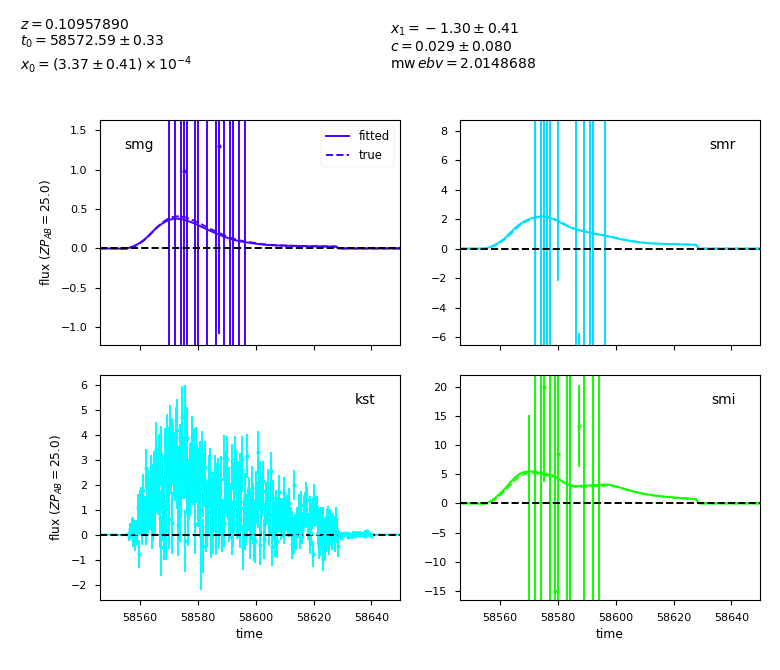 z = 0.10957890
t₀ = 58572.59 ± 0.33
x₀ = (3.37 ± 0.41) × 10⁻⁴
x₁ = −1.30 ± 0.41
c = 0.029 ± 0.080
mw ebv = 2.0148688
smg
fitted
true
1.5
1.0
0.5
0.0
−0.5
−1.0
flux (ZP_AB = 25.0)
smr
8
6
4
2
0
−2
−4
−6
kst
6
5
4
3
2
1
0
−1
−2
flux (ZP_AB = 25.0)
58560 58580 58600 58620 58640
time
smi
20
15
10
5
0
−5
−10
−15
58560 58580 58600 58620 58640
time